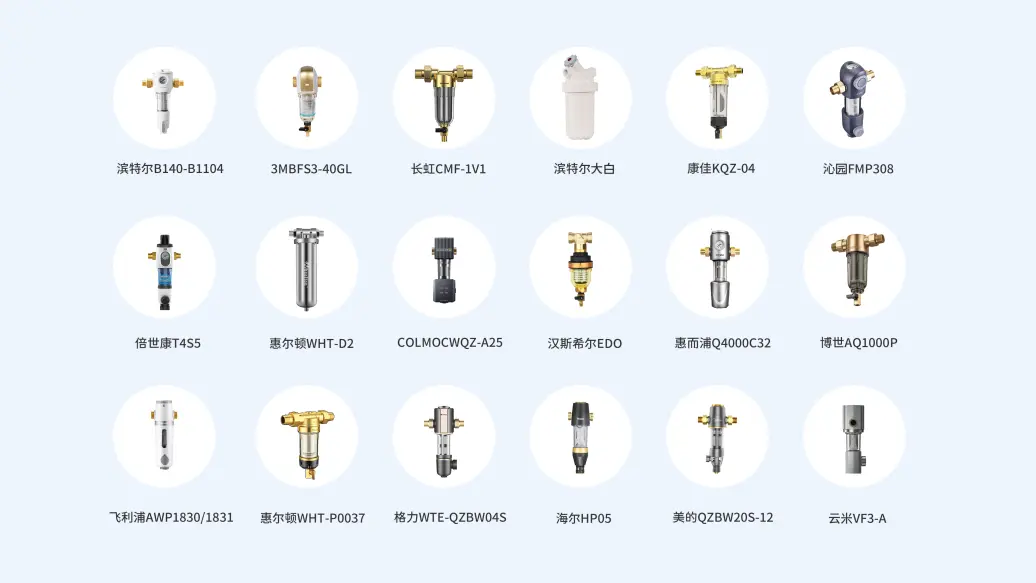 滨特尔B140-B1104
3MBFS3-40GL
长虹CMF-1V1
滨特尔大白
康佳KQZ-04
沁园FMP308
倍世康T4S5
惠尔顿WHT-D2
COLMOCWQZ-A25
汉斯希尔EDO
惠而浦Q4000C32
博世AQ1000P
飞利浦AWP1830/1831
惠尔顿WHT-P0037
格力WTE-QZBW04S
海尔HP05
美的QZBW20S-12
云米VF3-A